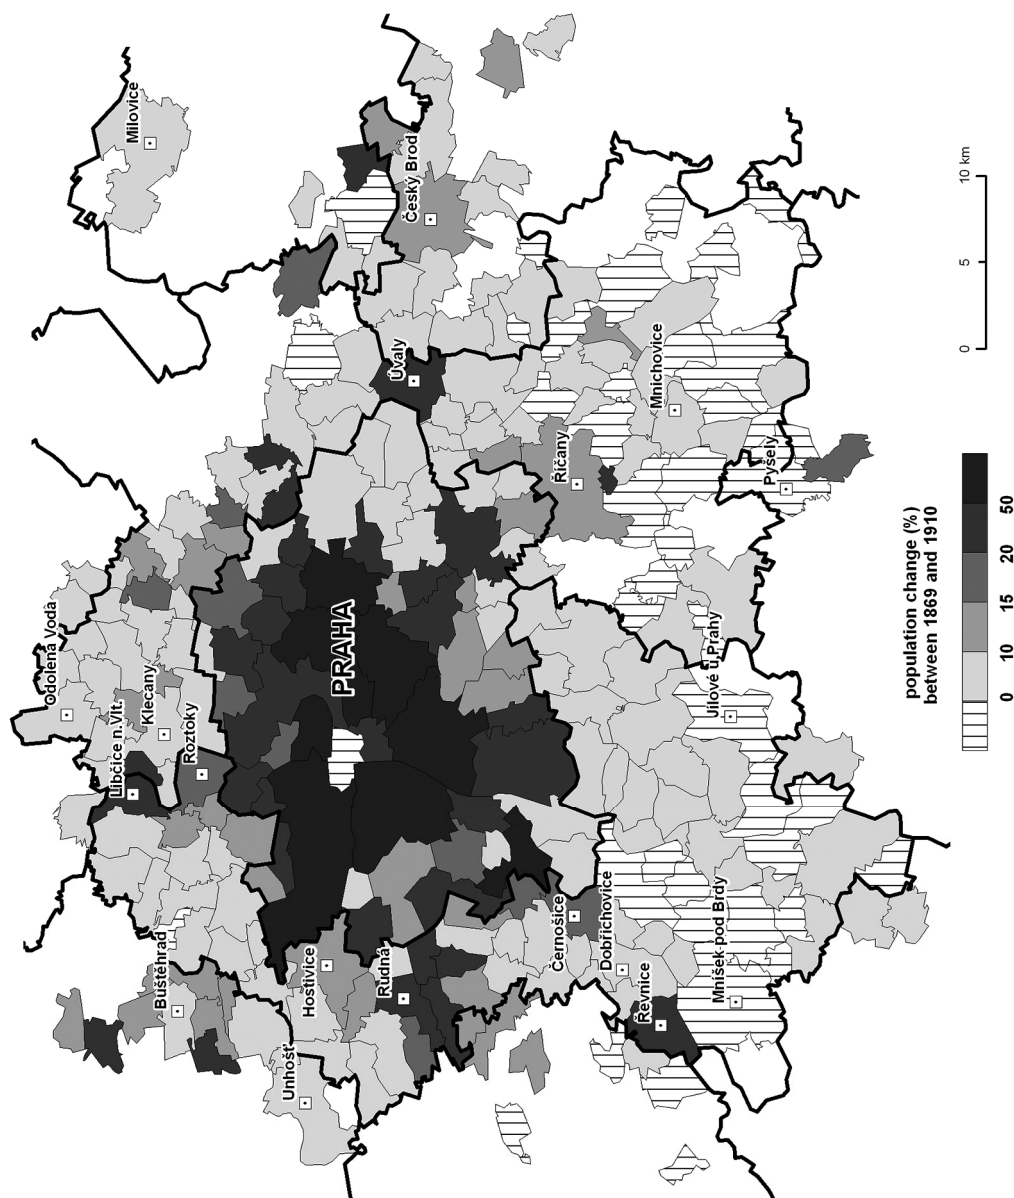 Milovice
Český Brod
Úvaly
Odolená Voda
Klecany
Libčice n.Vlt.
Roztoky
PRAHA
Říčany
Mnichovice
Pyšely
Jílové u Prahy
Buštěhrad
Hostivice
Rudná
Unhošť
Černošice
Dobřichovice
Řevnice
Mníšek pod Brdy
0 5 10 km
population change (%)
between 1869 and 1910
0 10 15 20 50